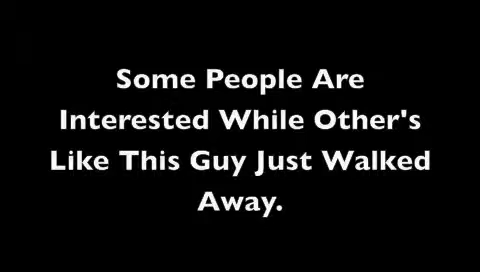 Some People Are
Interested While Other's
Like This Guy Just Walked
Away.